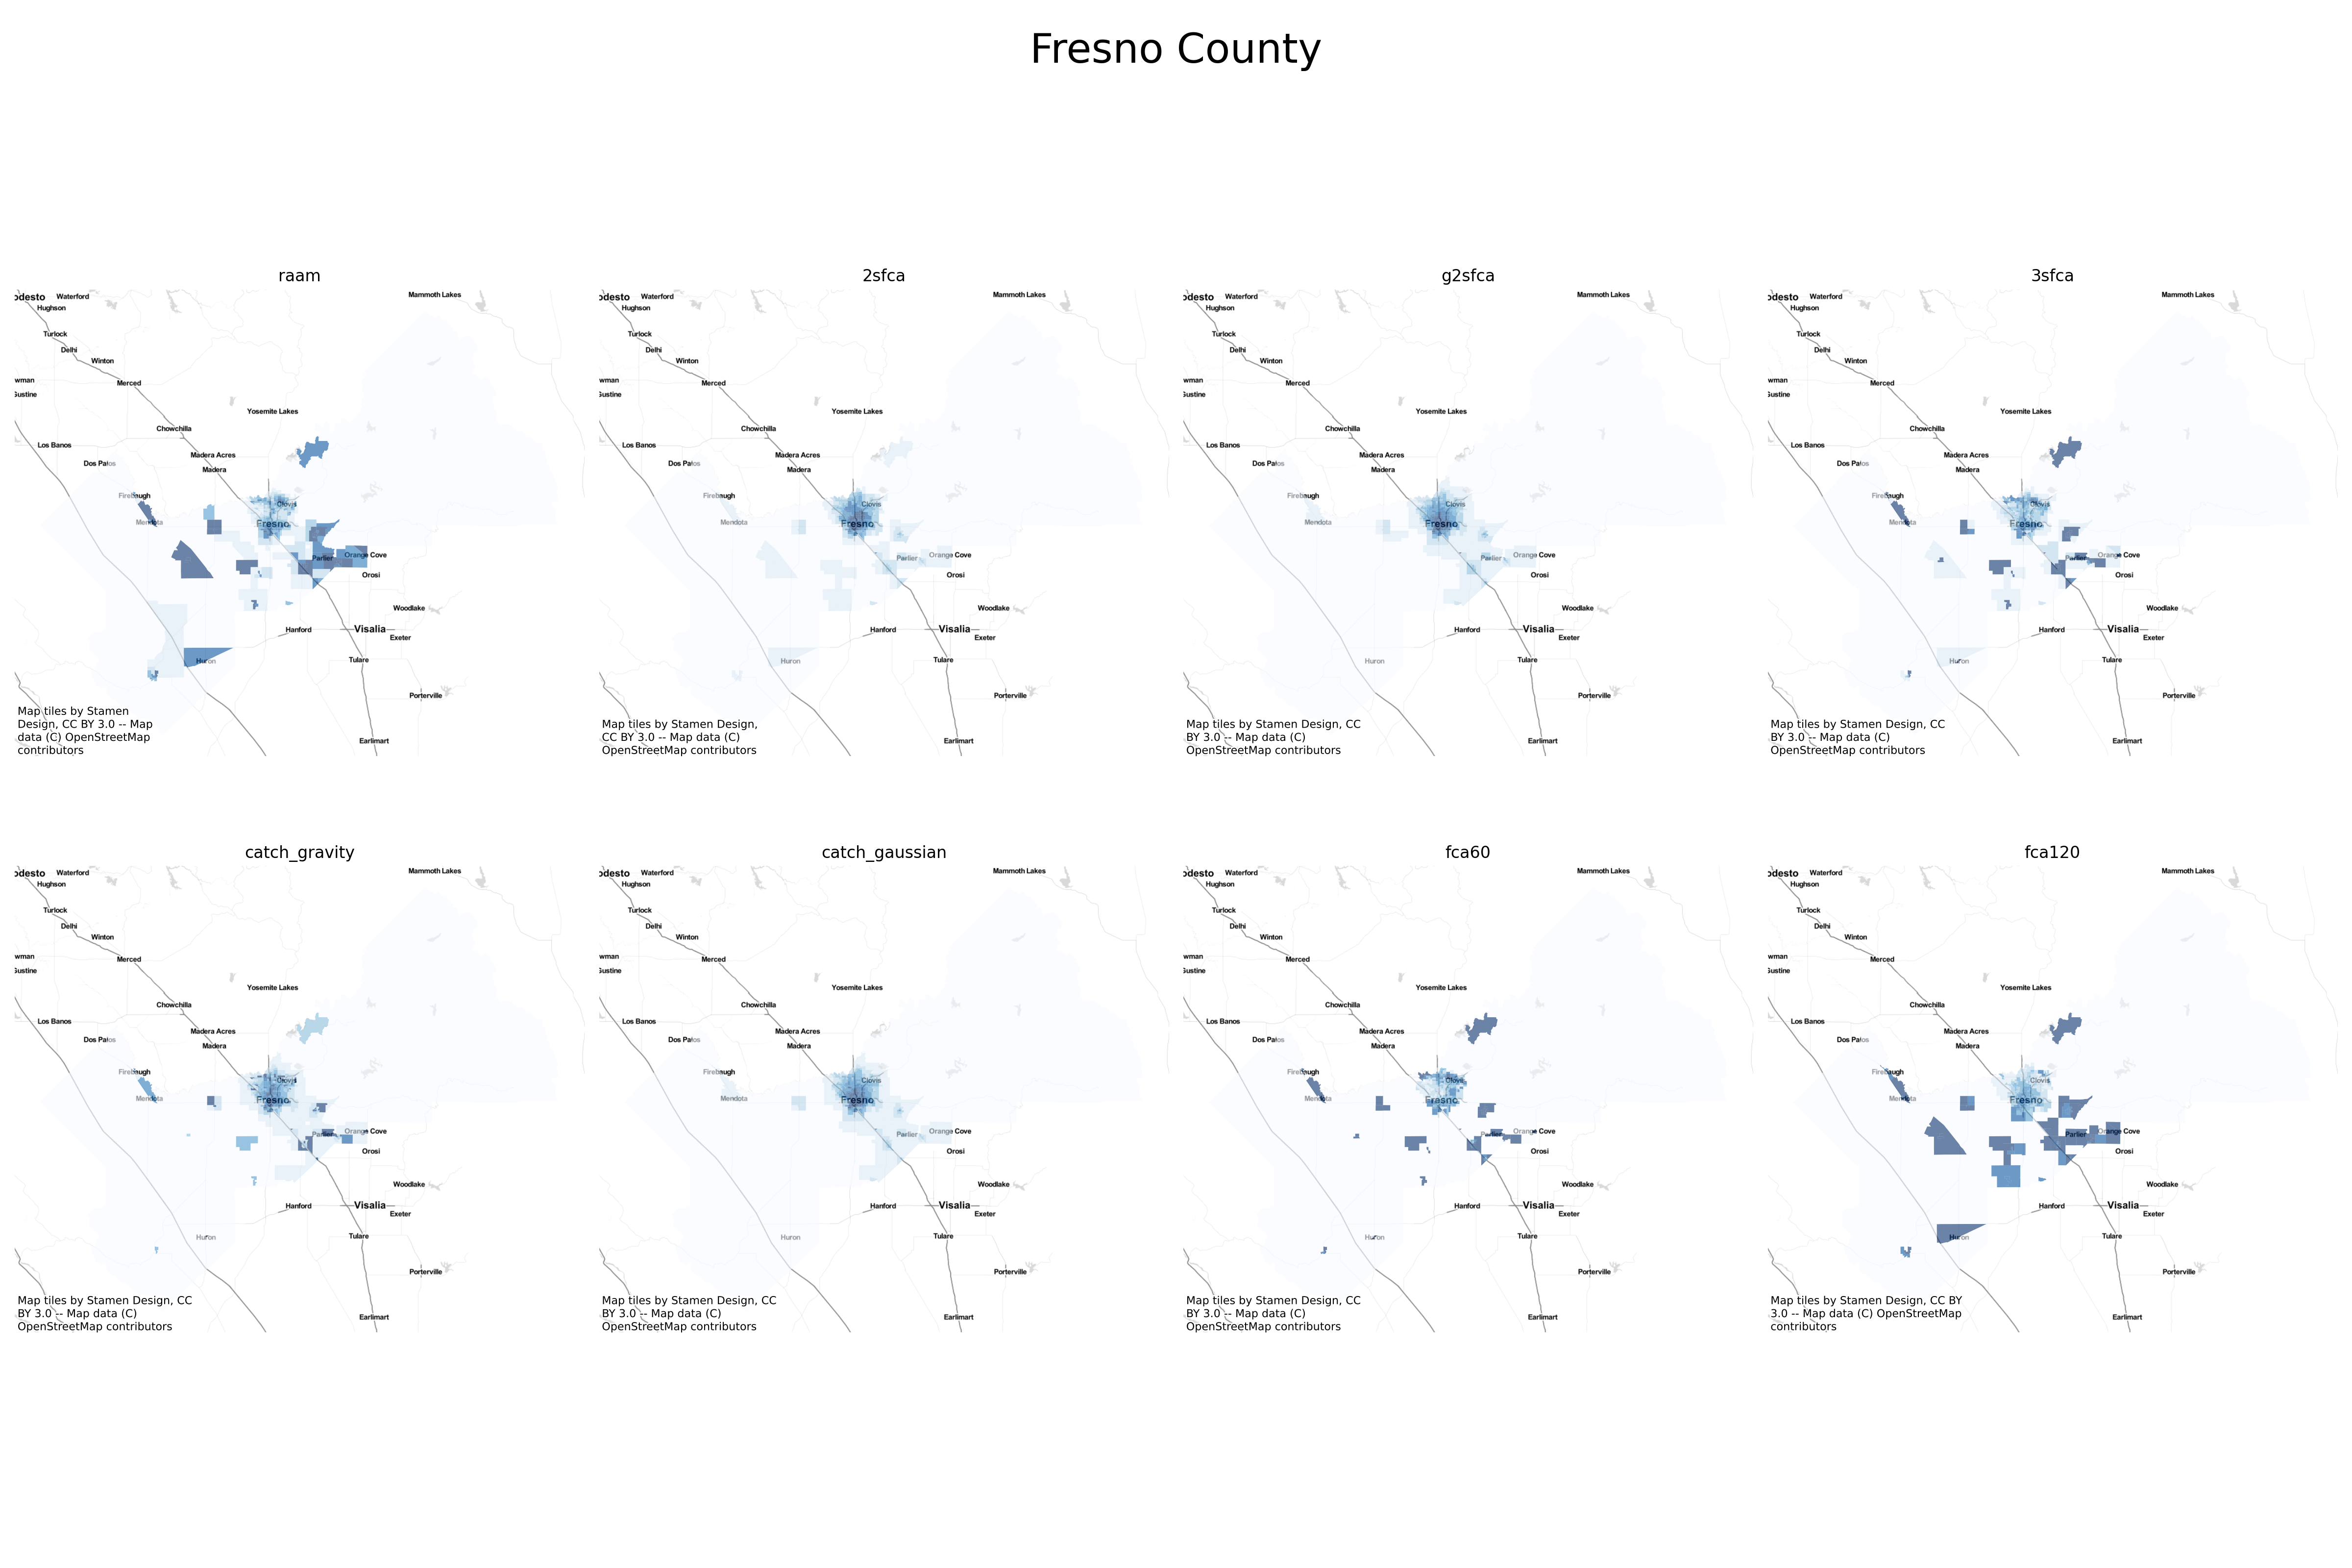 Fresno County
raam
odesto
Waterford
Mammoth Lakes
Hughson
Turlock
Delhi
Winton
wman
Merced
Gustine
Yosemite Lakes
Chowchilla
Los Banos
Madera Acres
Dos Palos
Madera
Firebaugh
Clovis
Mendota
Fresno
Parlier
Orange Cove
Orosi
Woodlake
Hanford
Visalia
Exeter
Huron
Tulare
Porterville
Earlimart
Map tiles by Stamen
Design, CC BY 3.0 -- Map
data (C) OpenStreetMap
contributors
2sfca
odesto
Waterford
Mammoth Lakes
Hughson
Turlock
Delhi
Winton
wman
Merced
Gustine
Yosemite Lakes
Chowchilla
Los Banos
Madera Acres
Dos Palos
Madera
Firebaugh
Clovis
Mendota
Fresno
Parlier
Orange Cove
Orosi
Woodlake
Hanford
Visalia
Exeter
Huron
Tulare
Porterville
Earlimart
Map tiles by Stamen Design,
CC BY 3.0 -- Map data (C)
OpenStreetMap contributors
g2sfca
odesto
Waterford
Mammoth Lakes
Hughson
Turlock
Delhi
Winton
wman
Merced
Gustine
Yosemite Lakes
Chowchilla
Los Banos
Madera Acres
Dos Palos
Madera
Firebaugh
Clovis
Mendota
Fresno
Parlier
Orange Cove
Orosi
Woodlake
Hanford
Visalia
Exeter
Huron
Tulare
Porterville
Earlimart
Map tiles by Stamen Design, CC
BY 3.0 -- Map data (C)
OpenStreetMap contributors
3sfca
odesto
Waterford
Mammoth Lakes
Hughson
Turlock
Delhi
Winton
wman
Merced
Gustine
Yosemite Lakes
Chowchilla
Los Banos
Madera Acres
Dos Palos
Madera
Firebaugh
Clovis
Mendota
Fresno
Parlier
Orange Cove
Orosi
Woodlake
Hanford
Visalia
Exeter
Huron
Tulare
Porterville
Earlimart
Map tiles by Stamen Design, CC
BY 3.0 -- Map data (C)
OpenStreetMap contributors
catch_gravity
odesto
Waterford
Mammoth Lakes
Hughson
Turlock
Delhi
Winton
wman
Merced
Gustine
Yosemite Lakes
Chowchilla
Los Banos
Madera Acres
Dos Palos
Madera
Firebaugh
Clovis
Mendota
Fresno
Parlier
Orange Cove
Orosi
Woodlake
Hanford
Visalia
Exeter
Huron
Tulare
Porterville
Earlimart
Map tiles by Stamen Design, CC
BY 3.0 -- Map data (C)
OpenStreetMap contributors
catch_gaussian
odesto
Waterford
Mammoth Lakes
Hughson
Turlock
Delhi
Winton
wman
Merced
Gustine
Yosemite Lakes
Chowchilla
Los Banos
Madera Acres
Dos Palos
Madera
Firebaugh
Clovis
Mendota
Fresno
Parlier
Orange Cove
Orosi
Woodlake
Hanford
Visalia
Exeter
Huron
Tulare
Porterville
Earlimart
Map tiles by Stamen Design, CC
BY 3.0 -- Map data (C)
OpenStreetMap contributors
fca60
odesto
Waterford
Mammoth Lakes
Hughson
Turlock
Delhi
Winton
wman
Merced
Gustine
Yosemite Lakes
Chowchilla
Los Banos
Madera Acres
Dos Palos
Madera
Firebaugh
Clovis
Mendota
Fresno
Parlier
Orange Cove
Orosi
Woodlake
Hanford
Visalia
Exeter
Huron
Tulare
Porterville
Earlimart
Map tiles by Stamen Design, CC
BY 3.0 -- Map data (C)
OpenStreetMap contributors
fca120
odesto
Waterford
Mammoth Lakes
Hughson
Turlock
Delhi
Winton
wman
Merced
Gustine
Yosemite Lakes
Chowchilla
Los Banos
Madera Acres
Dos Palos
Madera
Firebaugh
Clovis
Mendota
Fresno
Parlier
Orange Cove
Orosi
Woodlake
Hanford
Visalia
Exeter
Huron
Tulare
Porterville
Earlimart
Map tiles by Stamen Design, CC BY
3.0 -- Map data (C) OpenStreetMap
contributors